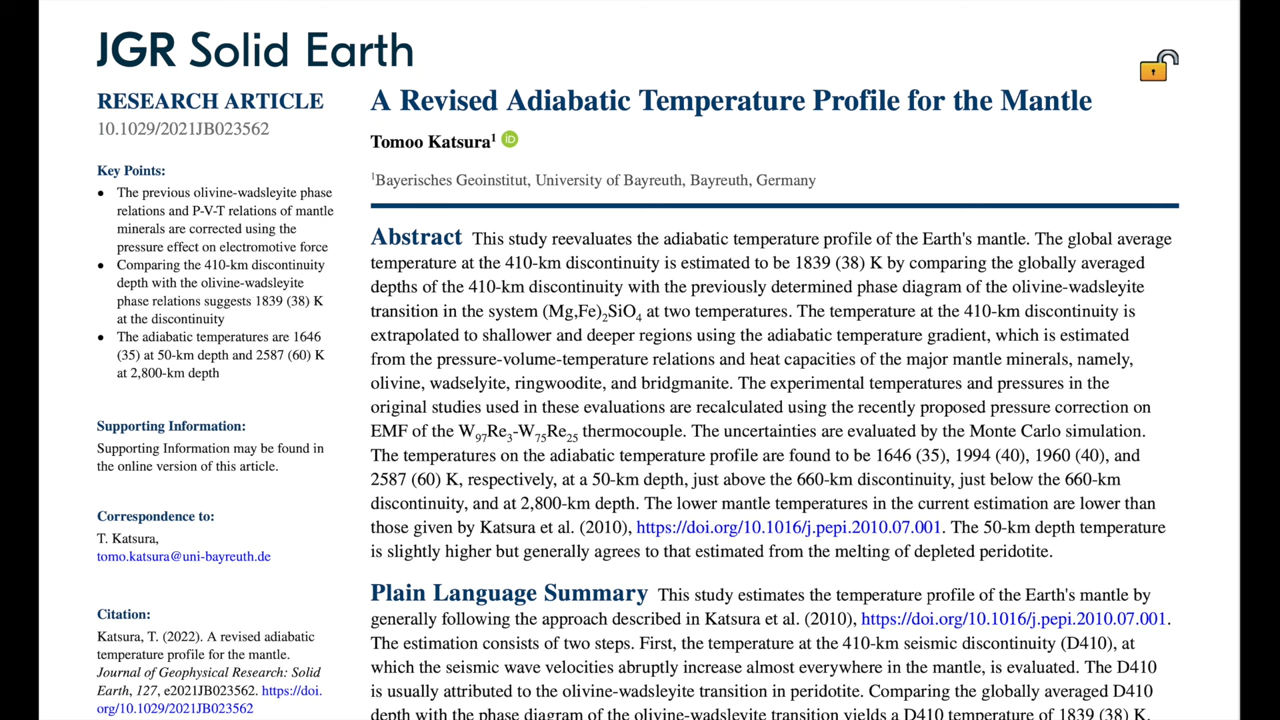 JGR Solid Earth
RESEARCH ARTICLE
10.1029/2021JB023562
Key Points:
● The previous olivine-wadsleyite phase
relations and P-V-T relations of mantle
minerals are corrected using the
pressure effect on electromotive force
● Comparing the 410-km discontinuity
depth with the olivine-wadsleyite
phase relations suggests 1839 (38) K
at the discontinuity
● The adiabatic temperatures are 1646
(35) at 50-km depth and 2587 (60) K
at 2,800-km depth
Supporting Information:
Supporting Information may be found in
the online version of this article.
Correspondence to:
T. Katsura,
tomo.katsura@uni-bayreuth.de
Citation:
Katsura, T. (2022). A revised adiabatic
temperature profile for the mantle.
Journal of Geophysical Research: Solid
Earth, 127, e2021JB023562. https://doi.
org/10.1029/2021JB023562
A Revised Adiabatic Temperature Profile for the Mantle
Tomoo Katsura¹ iD
¹Bayerisches Geoinstitut, University of Bayreuth, Bayreuth, Germany
Abstract This study reevaluates the adiabatic temperature profile of the Earth's mantle. The global average
temperature at the 410-km discontinuity is estimated to be 1839 (38) K by comparing the globally averaged
depths of the 410-km discontinuity with the previously determined phase diagram of the olivine-wadsleyite
transition in the system (Mg,Fe)₂SiO₄ at two temperatures. The temperature at the 410-km discontinuity is
extrapolated to shallower and deeper regions using the adiabatic temperature gradient, which is estimated
from the pressure-volume-temperature relations and heat capacities of the major mantle minerals, namely,
olivine, wadselyite, ringwoodite, and bridgmanite. The experimental temperatures and pressures in the
original studies used in these evaluations are recalculated using the recently proposed pressure correction on
EMF of the W₉₇Re₃-W₇₅Re₂₅ thermocouple. The uncertainties are evaluated by the Monte Carlo simulation.
The temperatures on the adiabatic temperature profile are found to be 1646 (35), 1994 (40), 1960 (40), and
2587 (60) K, respectively, at a 50-km depth, just above the 660-km discontinuity, just below the 660-km
discontinuity, and at 2,800-km depth. The lower mantle temperatures in the current estimation are lower than
those given by Katsura et al. (2010), https://doi.org/10.1016/j.pepi.2010.07.001. The 50-km depth temperature
is slightly higher but generally agrees to that estimated from the melting of depleted peridotite.
Plain Language Summary This study estimates the temperature profile of the Earth's mantle by
generally following the approach described in Katsura et al. (2010), https://doi.org/10.1016/j.pepi.2010.07.001.
The estimation consists of two steps. First, the temperature at the 410-km seismic discontinuity (D410), at
which the seismic wave velocities abruptly increase almost everywhere in the mantle, is evaluated. The D410
is usually attributed to the olivine-wadsleyite transition in peridotite. Comparing the globally averaged D410
depth with the phase diagram of the olivine-wadsleyite transition yields a D410 temperature of 1839 (38) K.